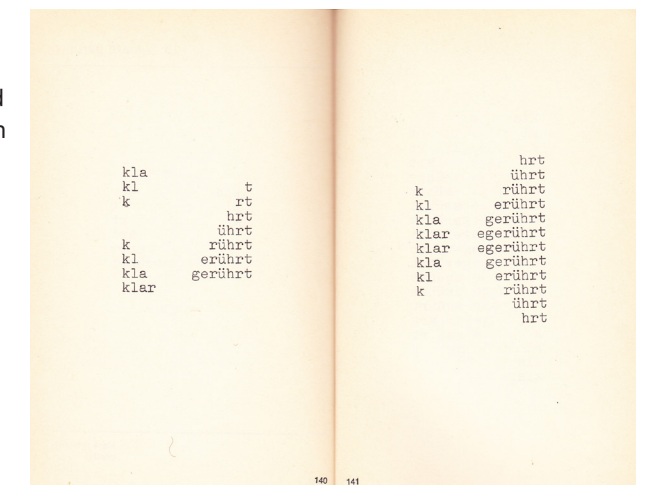 d
n
kla
kl t
k rt
hrt
ührt
k rührt
kl erührt
kla gerührt
klar
140
hrt
ührt
k rührt
kl erührt
kla gerührt
klar egerührt
klar egerührt
kla gerührt
kl erührt
k rührt
ührt
hrt
141